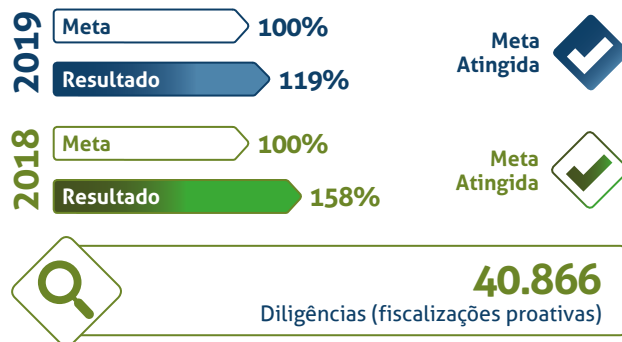 2019
Meta 100%
Resultado 119%
Meta
Atingida
2018
Meta 100%
Resultado 158%
Meta
Atingida
40.866
Diligências (fiscalizações proativas)